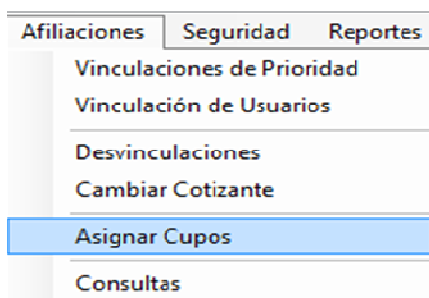 Afiliaciones Seguridad Reportes
Vinculaciones de Prioridad
Vinculación de Usuarios
Desvinculaciones
Cambiar Cotizante
Asignar Cupos
Consultas